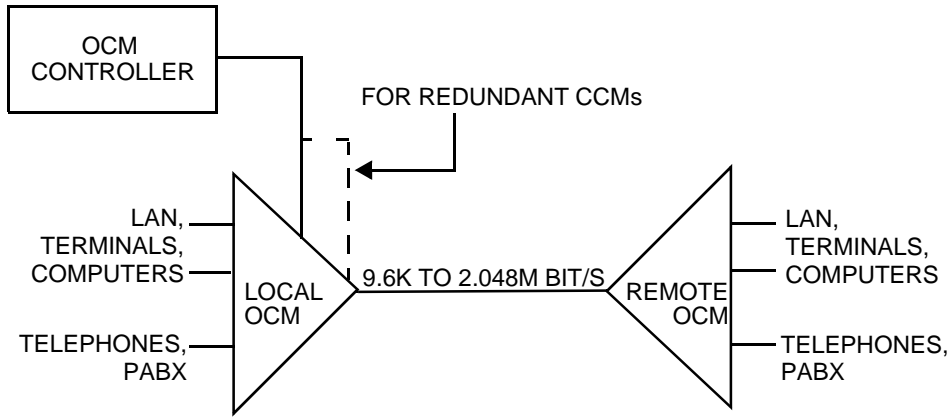 OCM
CONTROLLER
FOR REDUNDANT CCMs
LAN,
TERMINALS,
COMPUTERS
TELEPHONES,
PABX
LOCAL
OCM
9.6K TO 2.048M BIT/S
REMOTE
OCM
LAN,
TERMINALS,
COMPUTERS
TELEPHONES,
PABX